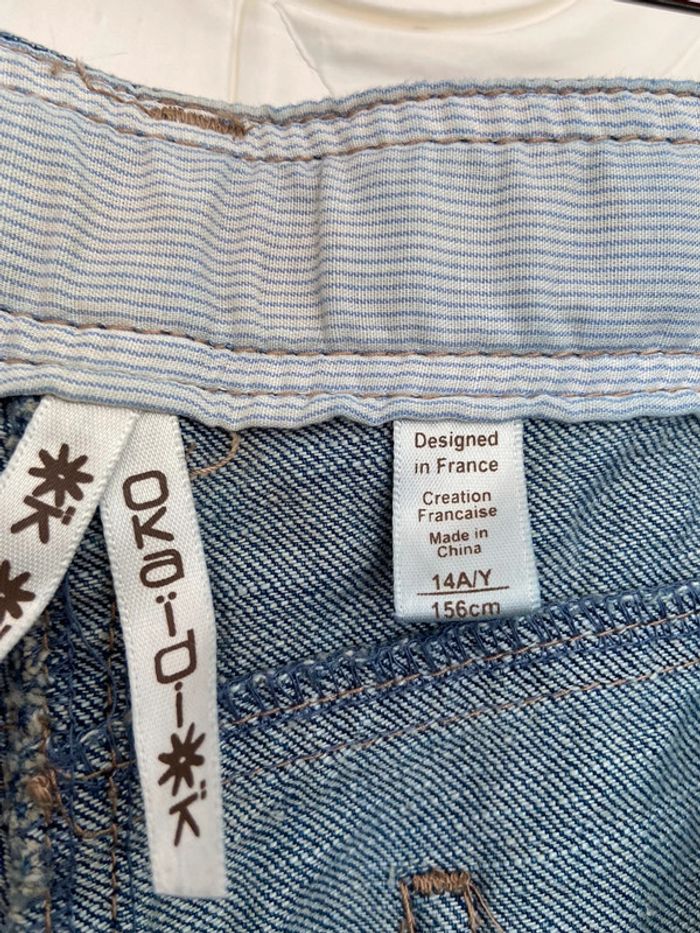 Okaïdi
ï
Designed
in France
Creation
Francaise
Made in
China
14A/Y
156cm